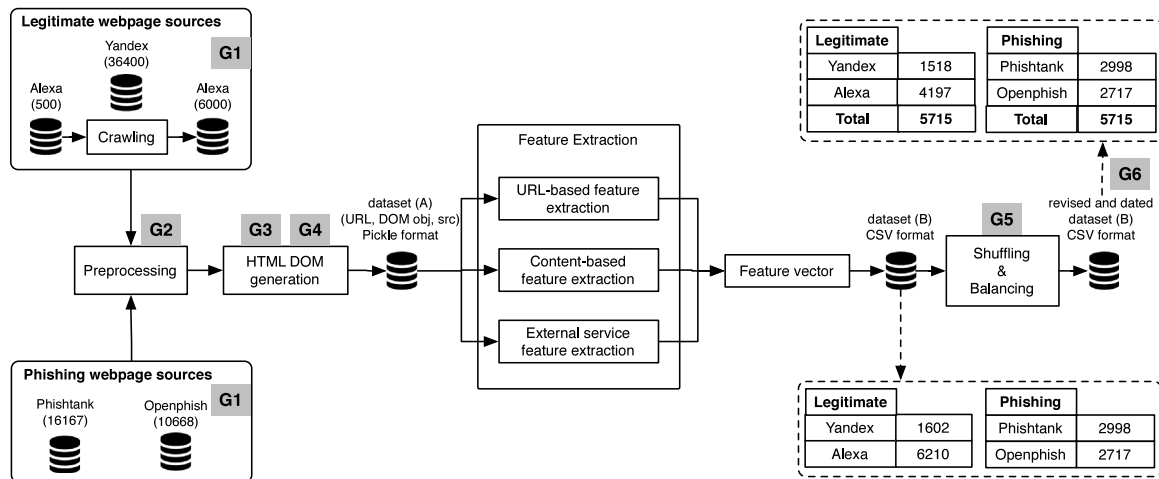 Legitimate webpage sources
G1
Yandex
(36400)
Alexa
(500)
Alexa
(6000)
Crawling
G2
Preprocessing
G3
G4
HTML DOM
generation
Phishing webpage sources
G1
Phishtank
(16167)
Openphish
(10668)
dataset (A)
(URL, DOM obj, src)
Pickle format
Feature Extraction
URL-based feature
extraction
Content-based
feature extraction
External service
feature extraction
Feature vector
dataset (B)
CSV format
G5
Shuffling
&
Balancing
G6
revised and dated
dataset (B)
CSV format
Legitimate
Yandex 1518
Alexa 4197
Total 5715
Phishing
Phishtank 2998
Openphish 2717
Total 5715
Legitimate
Yandex 1602
Alexa 6210
Phishing
Phishtank 2998
Openphish 2717